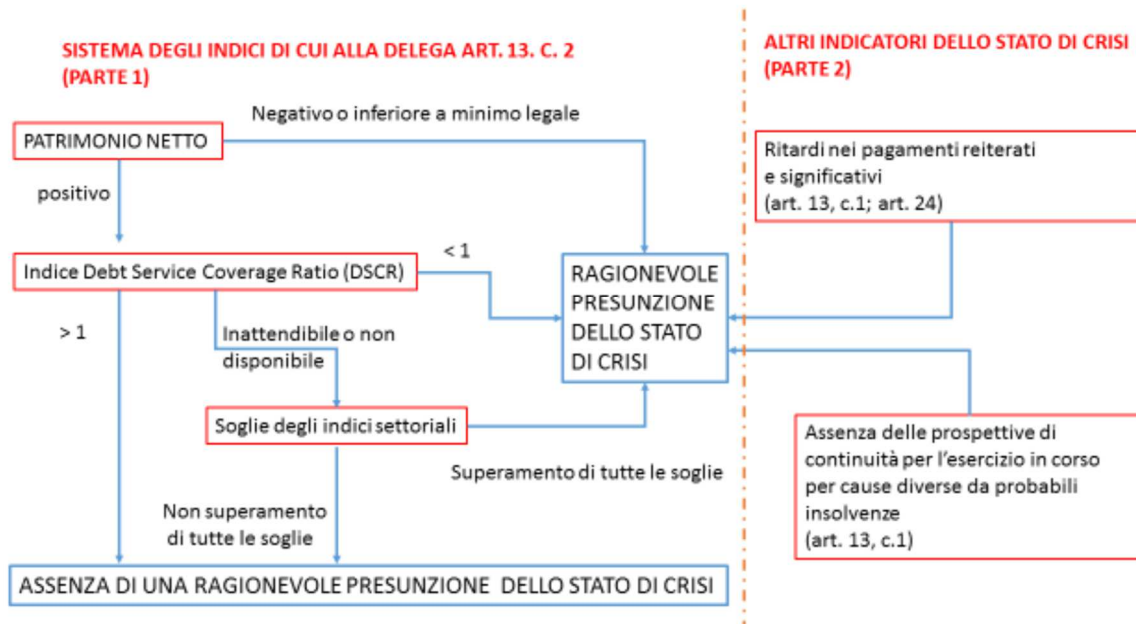 SISTEMA DEGLI INDICI DI CUI ALLA DELEGA ART. 13. C. 2
(PARTE 1)
Negativo o inferiore a minimo legale
PATRIMONIO NETTO
positivo
Indice Debt Service Coverage Ratio (DSCR)
< 1
> 1
Inattendibile o non
disponibile
RAGIONEVOLE
PRESUNZIONE
DELLO STATO
DI CRISI
Soglie degli indici settoriali
Superamento di tutte le soglie
Non superamento
di tutte le soglie
ASSENZA DI UNA RAGIONEVOLE PRESUNZIONE DELLO STATO DI CRISI
ALTRI INDICATORI DELLO STATO DI CRISI
(PARTE 2)
Ritardi nei pagamenti reiterati
e significativi
(art. 13, c.1; art. 24)
Assenza delle prospettive di
continuità per l'esercizio in corso
per cause diverse da probabili
insolvenze
(art. 13, c.1)